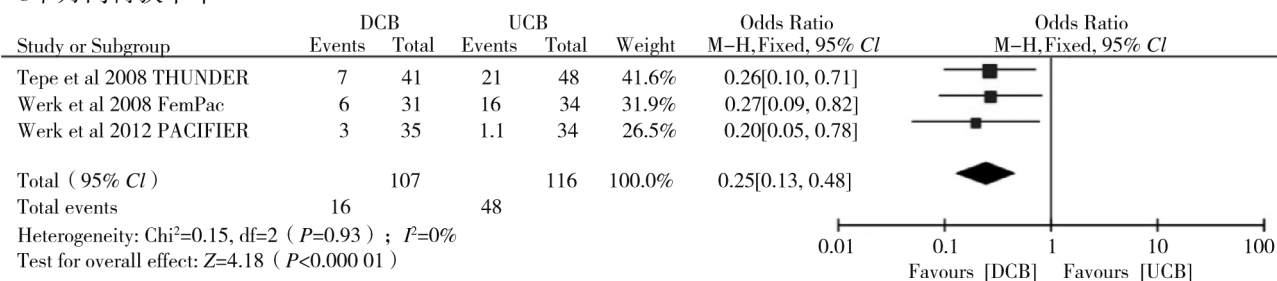 DCB UCB Odds Ratio Odds Ratio
Study or Subgroup Events Total Events Total Weight M-H,Fixed, 95% CI M-H,Fixed, 95% CI
Tepe et al 2008 THUNDER 7 41 21 48 41.6% 0.26[0.10, 0.71]
Werk et al 2008 FemPac 6 31 16 34 31.9% 0.27[0.09, 0.82]
Werk et al 2012 PACIFIER 3 35 1.1 34 26.5% 0.20[0.05, 0.78]
Total（95% Cl） 107 116 100.0% 0.25[0.13, 0.48]
Total events 16 48
Heterogeneity: Chi²=0.15, df=2（P=0.93）; I²=0%
Test for overall effect: Z=4.18（P<0.000 01）
0.01 0.1 1 10 100
Favours [DCB] Favours [UCB]